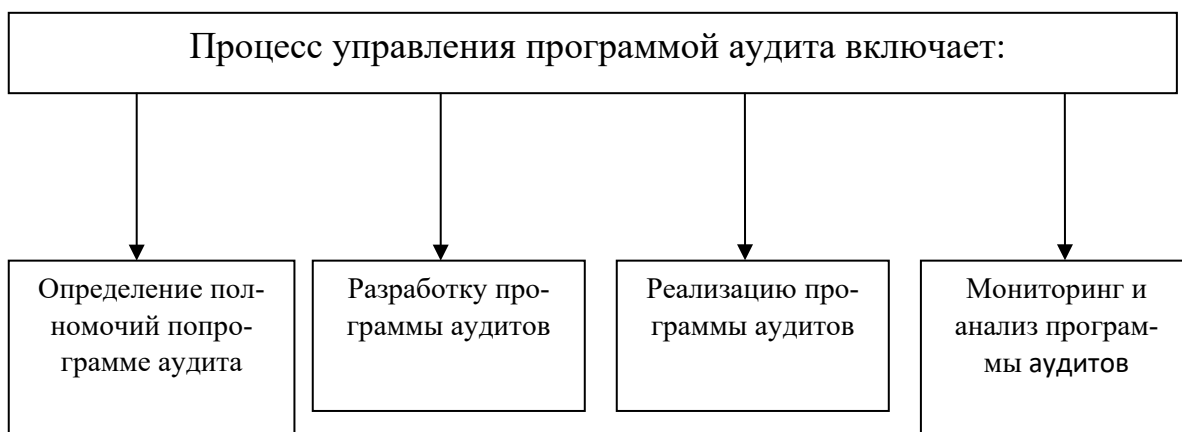 Процесс управления программой аудита включает:
Определение пол-
номочий попро-
грамме аудита
Разработку про-
граммы аудитов
Реализацию про-
граммы аудитов
Мониторинг и
анализ програм-
мы аудитов